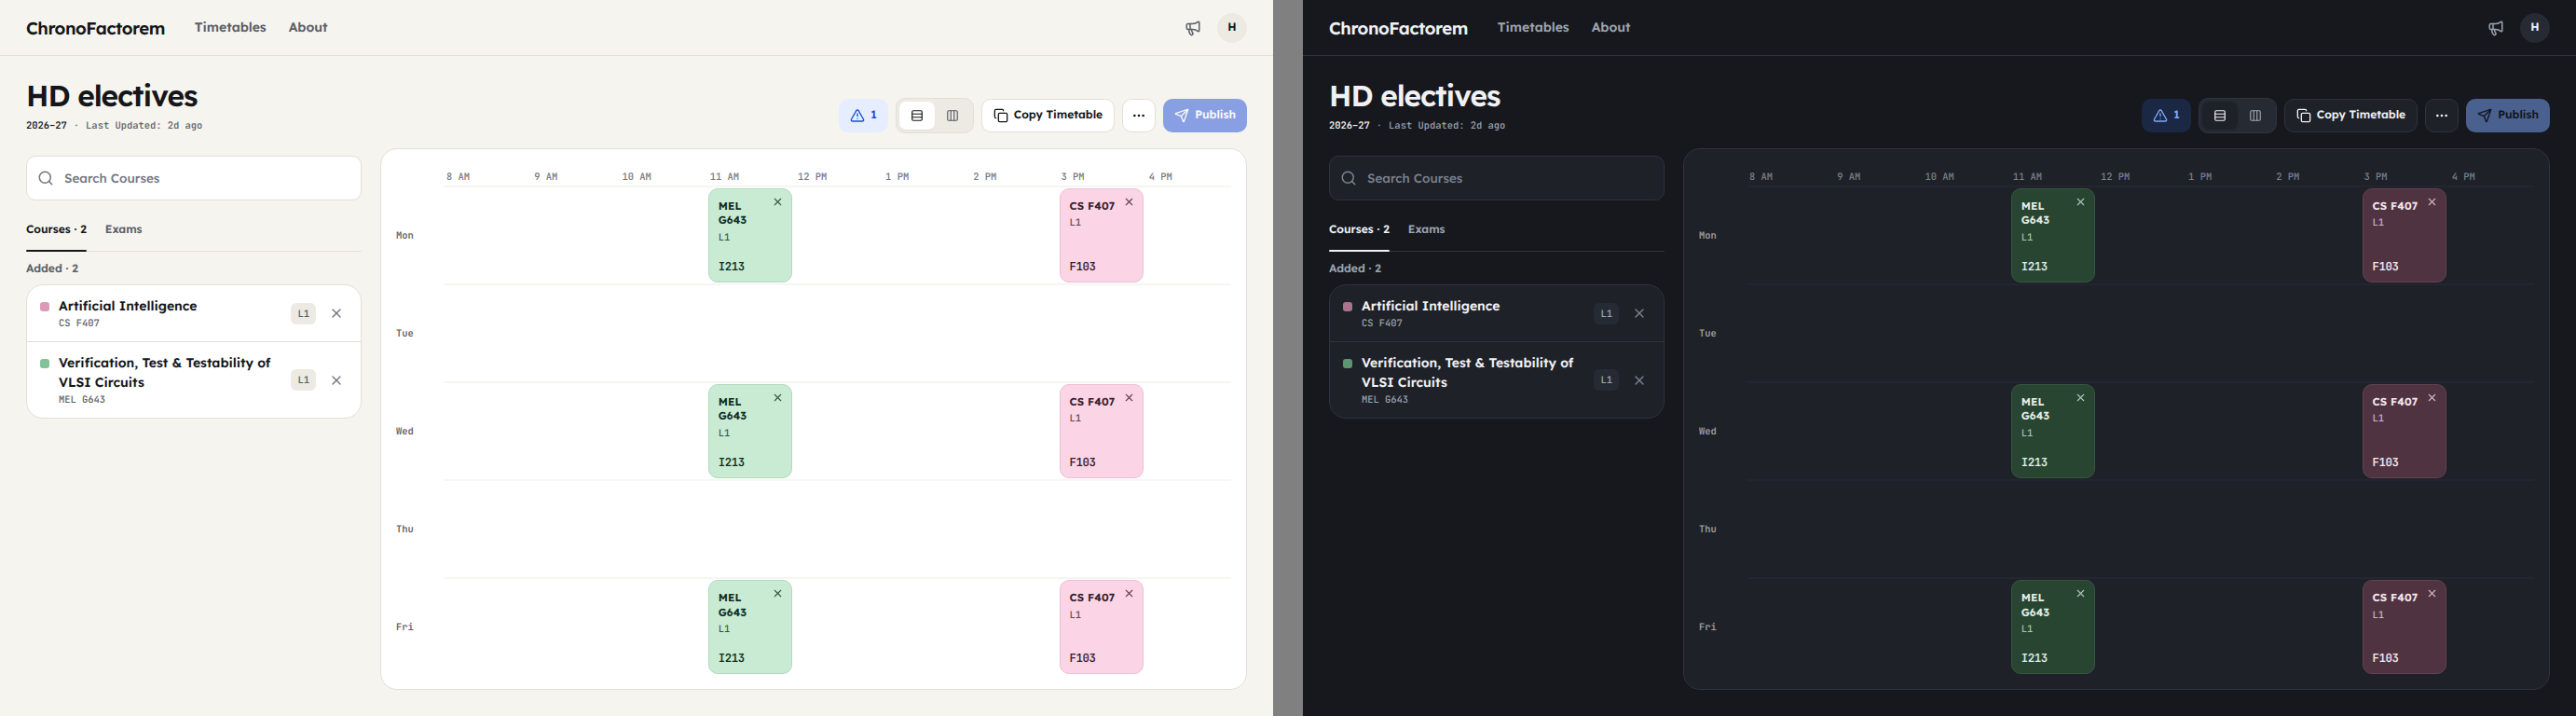 ChronoFactorem Timetables About H
HD electives
2026-27 · Last Updated: 2d ago
1 Copy Timetable ··· Publish
Search Courses
Courses · 2 Exams
Added · 2
Artificial Intelligence
CS F407
L1
Verification, Test & Testability of
VLSI Circuits
MEL G643
L1
8 AM 9 AM 10 AM 11 AM 12 PM 1 PM 2 PM 3 PM 4 PM
Mon
MEL
G643
L1
I213
CS F407
L1
F103
Tue
Wed
MEL
G643
L1
I213
CS F407
L1
F103
Thu
Fri
MEL
G643
L1
I213
CS F407
L1
F103
ChronoFactorem Timetables About H
HD electives
2026-27 · Last Updated: 2d ago
1 Copy Timetable ··· Publish
Search Courses
Courses · 2 Exams
Added · 2
Artificial Intelligence
CS F407
L1
Verification, Test & Testability of
VLSI Circuits
MEL G643
L1
8 AM 9 AM 10 AM 11 AM 12 PM 1 PM 2 PM 3 PM 4 PM
Mon
MEL
G643
L1
I213
CS F407
L1
F103
Tue
Wed
MEL
G643
L1
I213
CS F407
L1
F103
Thu
Fri
MEL
G643
L1
I213
CS F407
L1
F103